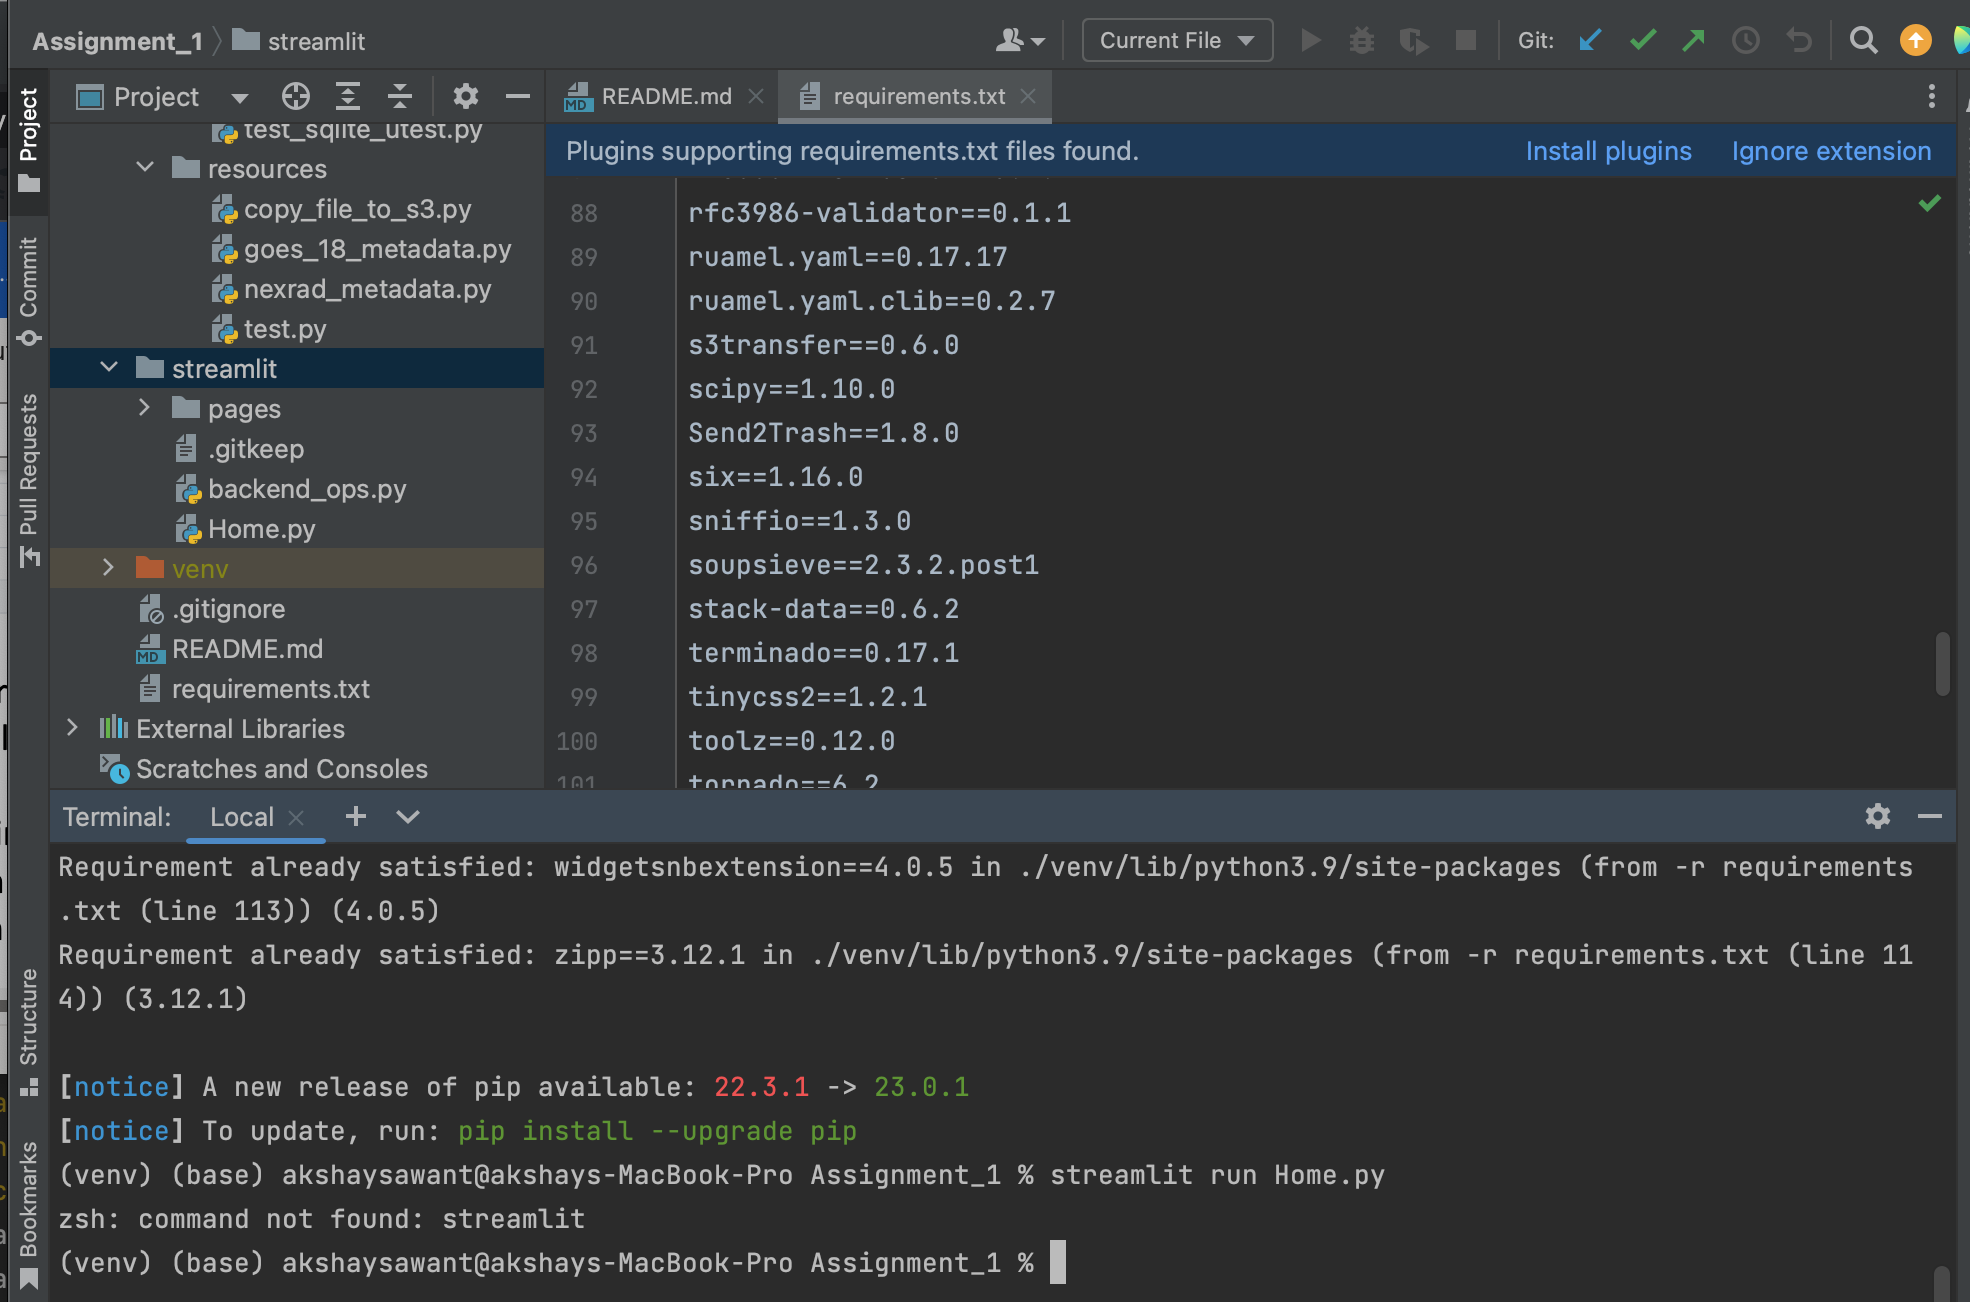 Assignment_1
streamlit
Current File
Git:
Project
Commit
Pull Requests
Structure
Bookmarks
Project
test_sqlite_utest.py
resources
copy_file_to_s3.py
goes_18_metadata.py
nexrad_metadata.py
test.py
streamlit
pages
.gitkeep
backend_ops.py
Home.py
venv
.gitignore
MD README.md
requirements.txt
External Libraries
Scratches and Consoles
MD README.md
requirements.txt
Plugins supporting requirements.txt files found.
Install plugins
Ignore extension
88 rfc3986-validator==0.1.1
89 ruamel.yaml==0.17.17
90 ruamel.yaml.clib==0.2.7
91 s3transfer==0.6.0
92 scipy==1.10.0
93 Send2Trash==1.8.0
94 six==1.16.0
95 sniffio==1.3.0
96 soupsieve==2.3.2.post1
97 stack-data==0.6.2
98 terminado==0.17.1
99 tinycss2==1.2.1
100 toolz==0.12.0
101 tornado==6.2
Terminal:
Local
Requirement already satisfied: widgetsnbextension==4.0.5 in ./venv/lib/python3.9/site-packages (from -r requirements
.txt (line 113)) (4.0.5)
Requirement already satisfied: zipp==3.12.1 in ./venv/lib/python3.9/site-packages (from -r requirements.txt (line 11
4)) (3.12.1)
[notice] A new release of pip available: 22.3.1 -> 23.0.1
[notice] To update, run: pip install --upgrade pip
(venv) (base) akshaysawant@akshays-MacBook-Pro Assignment_1 % streamlit run Home.py
zsh: command not found: streamlit
(venv) (base) akshaysawant@akshays-MacBook-Pro Assignment_1 %